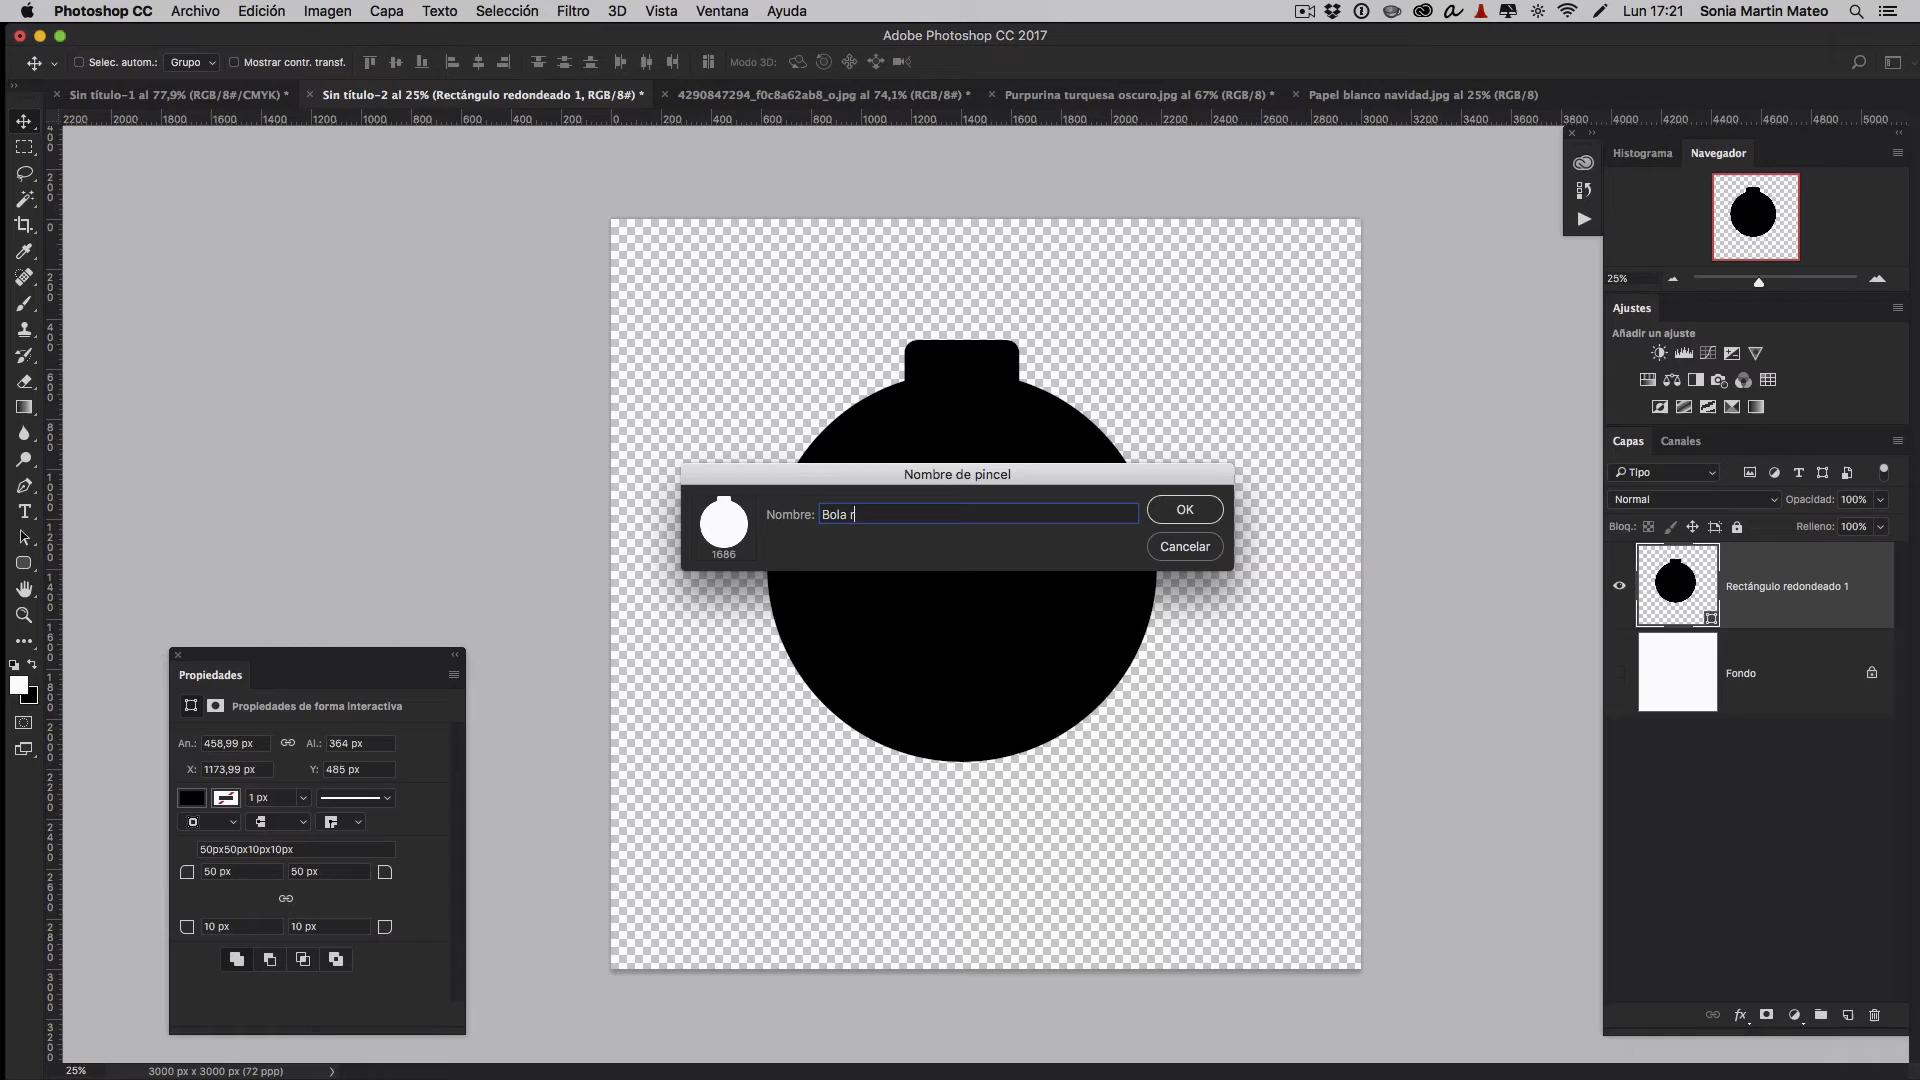 Photoshop CC Archivo Edición Imagen Capa Texto Selección Filtro 3D Vista Ventana Ayuda Lun 17:21 Sonia Martin Mateo
Adobe Photoshop CC 2017
Selec. autom.: Grupo Mostrar contr. transf. Modo 3D:
Sin título-1 al 77,9% (RGB/8#/CMYK) * Sin título-2 al 25% (Rectángulo redondeado 1, RGB/8#) * 4290847294_f0c8a62ab8_o.jpg al 74,1% (RGB/8#) * Purpurina turquesa oscuro.jpg al 67% (RGB/8) * Papel blanco navidad.jpg al 25% (RGB/8)
2200 2000 1800 1600 1400 1200 1000 800 600 400 200 0 200 400 600 800 1000 1200 1400 1600 1800 2000 2200 2400 2600 2800 3000 3200 3400 3600 3800 4000 4200 4400 4600 4800 5000
Histograma Navegador
25%
Ajustes
Añadir un ajuste
Capas Canales
Tipo
Normal Opacidad: 100%
Bloq.: Relleno: 100%
Rectángulo redondeado 1
Fondo
Nombre de pincel
Nombre: Bola r
OK
Cancelar
1686
Propiedades
Propiedades de forma interactiva
An.: 458,99 px Al.: 364 px
X: 1173,99 px Y: 485 px
1 px
50px50px10px10px
50 px 50 px
10 px 10 px
25% 3000 px x 3000 px (72 ppp)